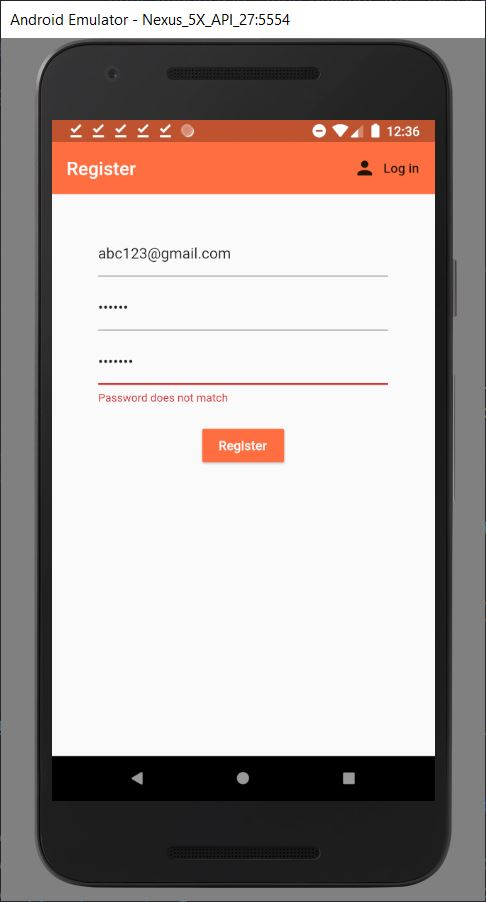 Android Emulator - Nexus_5X_API_27:5554
12:36
Register
Log in
abc123@gmail.com
••••••
•••••••
Password does not match
Register